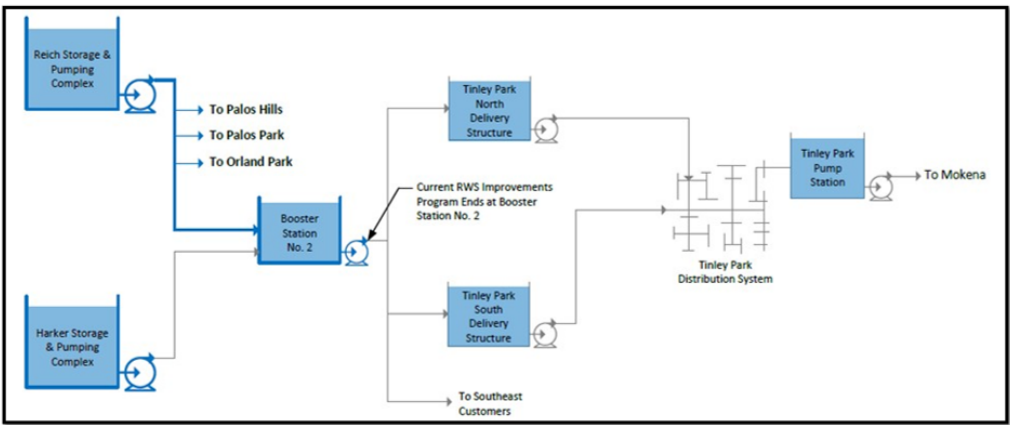 Reich Storage &
Pumping
Complex
To Palos Hills
To Palos Park
To Orland Park
Tinley Park
North
Delivery
Structure
Tinley Park
Pump
Station
To Mokena
Current RWS Improvements
Program Ends at Booster
Station No. 2
Booster
Station
No. 2
Tinley Park
Distribution System
Tinley Park
South
Delivery
Structure
Harker Storage
& Pumping
Complex
To Southeast
Customers